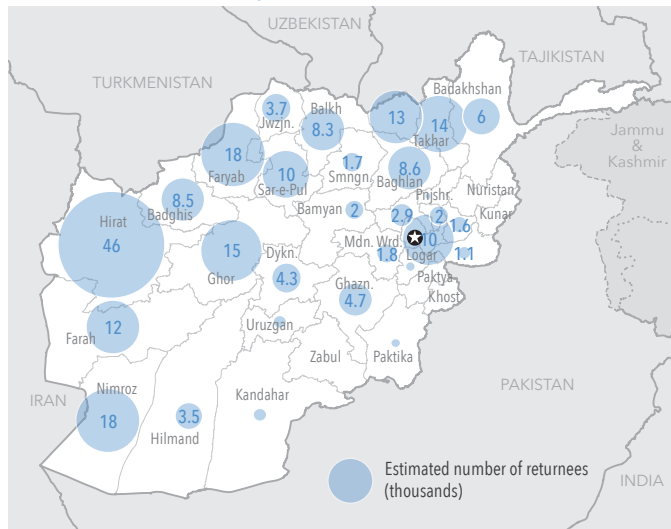 UZBEKISTAN
TAJIKISTAN
TURKMENISTAN
Badakhshan
3.7
Jwzjn.
Balkh
8.3
13
14
Takhar
6
Jammu
&
Kashmir
18
Faryab
10
Sar-e-Pul
1.7
Smngn.
8.6
Baghlan
Pnjshr.
Nuristan
Kunar
8.5
Badghis
Bamyan
2
2.9
2
1.6
Hirat
46
15
Ghor
Dykn.
4.3
Mdn. Wrd.
1.8
10
Logar
1.1
Paktya
Khost
Ghazn.
4.7
12
Farah
Uruzgan
Zabul
Paktika
Nimroz
18
3.5
Hilmand
Kandahar
IRAN
PAKISTAN
Estimated number of returnees
(thousands)
INDIA